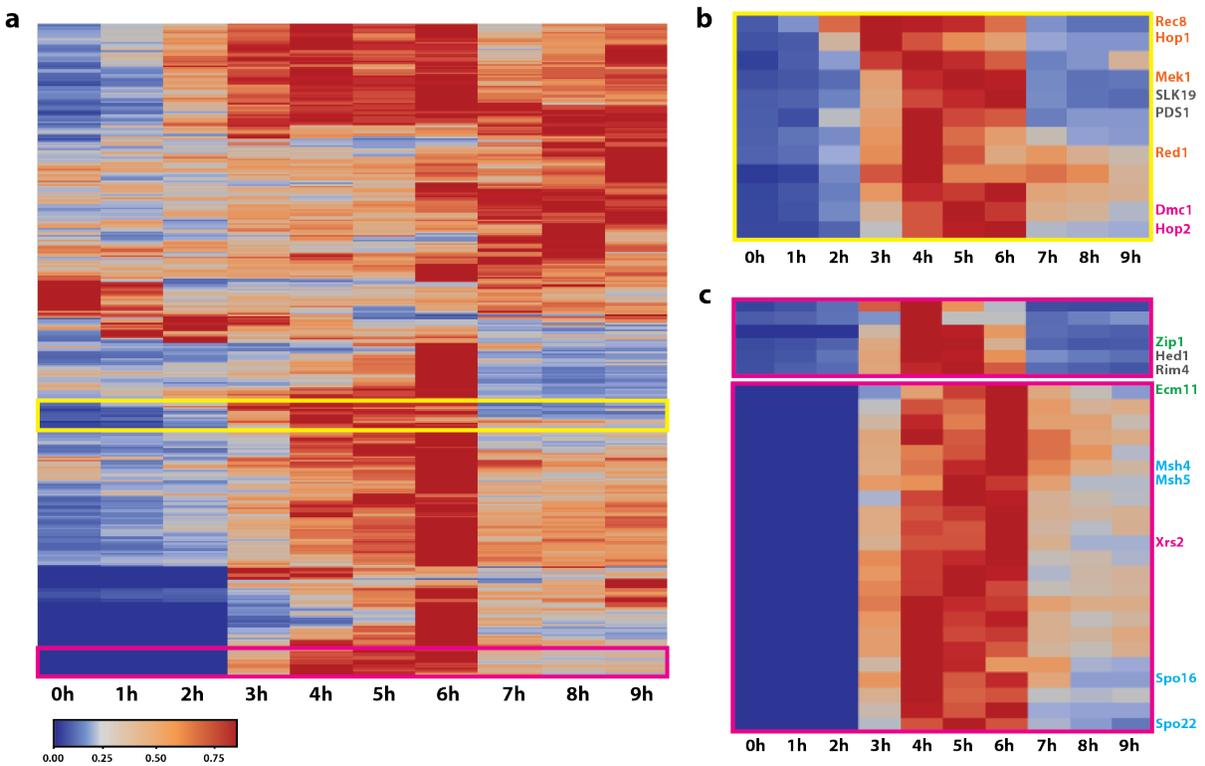 a
0h 1h 2h 3h 4h 5h 6h 7h 8h 9h
0.00 0.25 0.50 0.75
b
Rec8
Hop1
Mek1
SLK19
PDS1
Red1
Dmc1
Hop2
0h 1h 2h 3h 4h 5h 6h 7h 8h 9h
c
Zip1
Hed1
Rim4
Ecm11
Msh4
Msh5
Xrs2
Spo16
Spo22
0h 1h 2h 3h 4h 5h 6h 7h 8h 9h